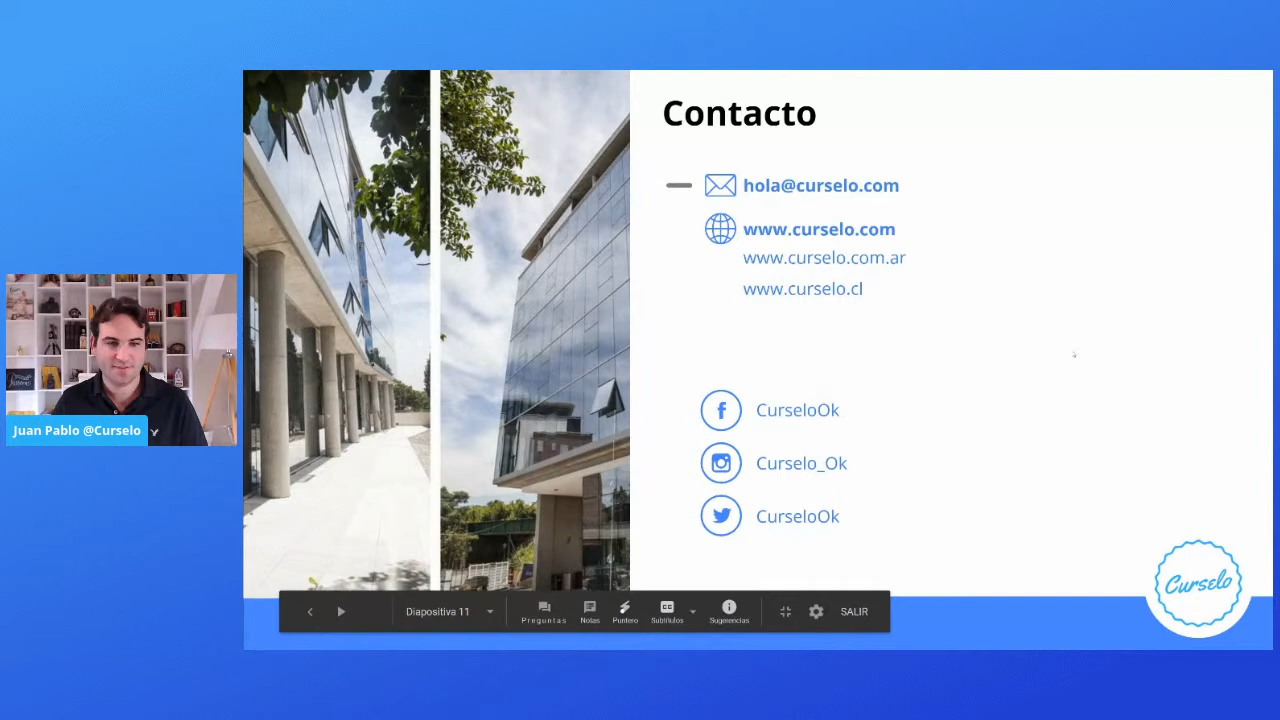 Contacto
hola@curselo.com
www.curselo.com
www.curselo.com.ar
www.curselo.cl
CurseloOk
Curselo_Ok
CurseloOk
Juan Pablo @Curselo
Curselo
Diapositiva 11
Preguntas
Notas
Puntero
CC
Subtítulos
Sugerencias
SALIR